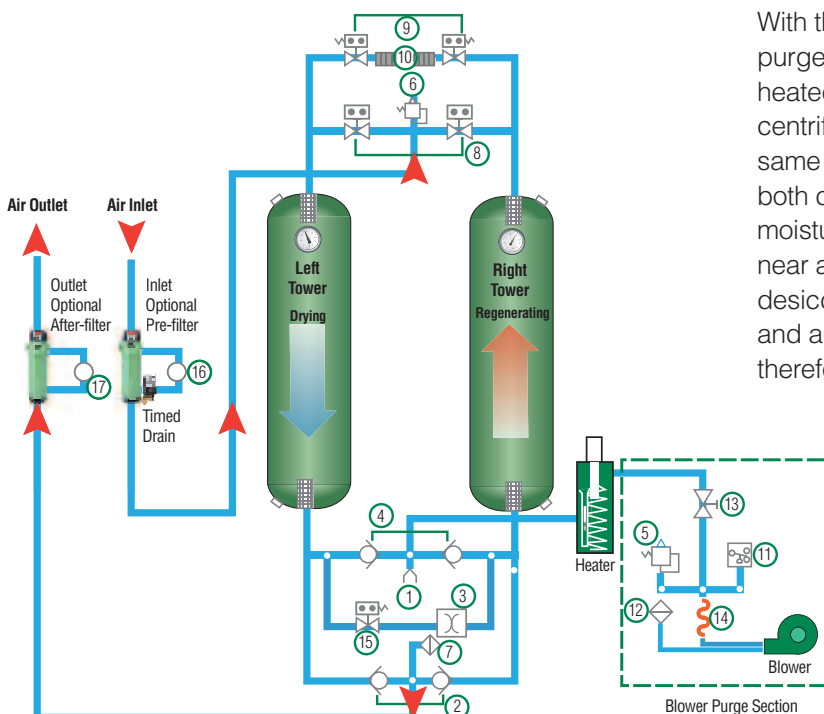 With th
purge
heated
centrif
same
both o
moistu
near a
desicc
and a
therefo
9
10
6
8
Air Outlet
Air Inlet
Outlet
Optional
After-filter
Inlet
Optional
Pre-filter
17
16
Timed
Drain
Left
Tower
Drying
Right
Tower
Regenerating
4
1
3
15
7
2
Heater
13
5
11
12
14
Blower
Blower Purge Section